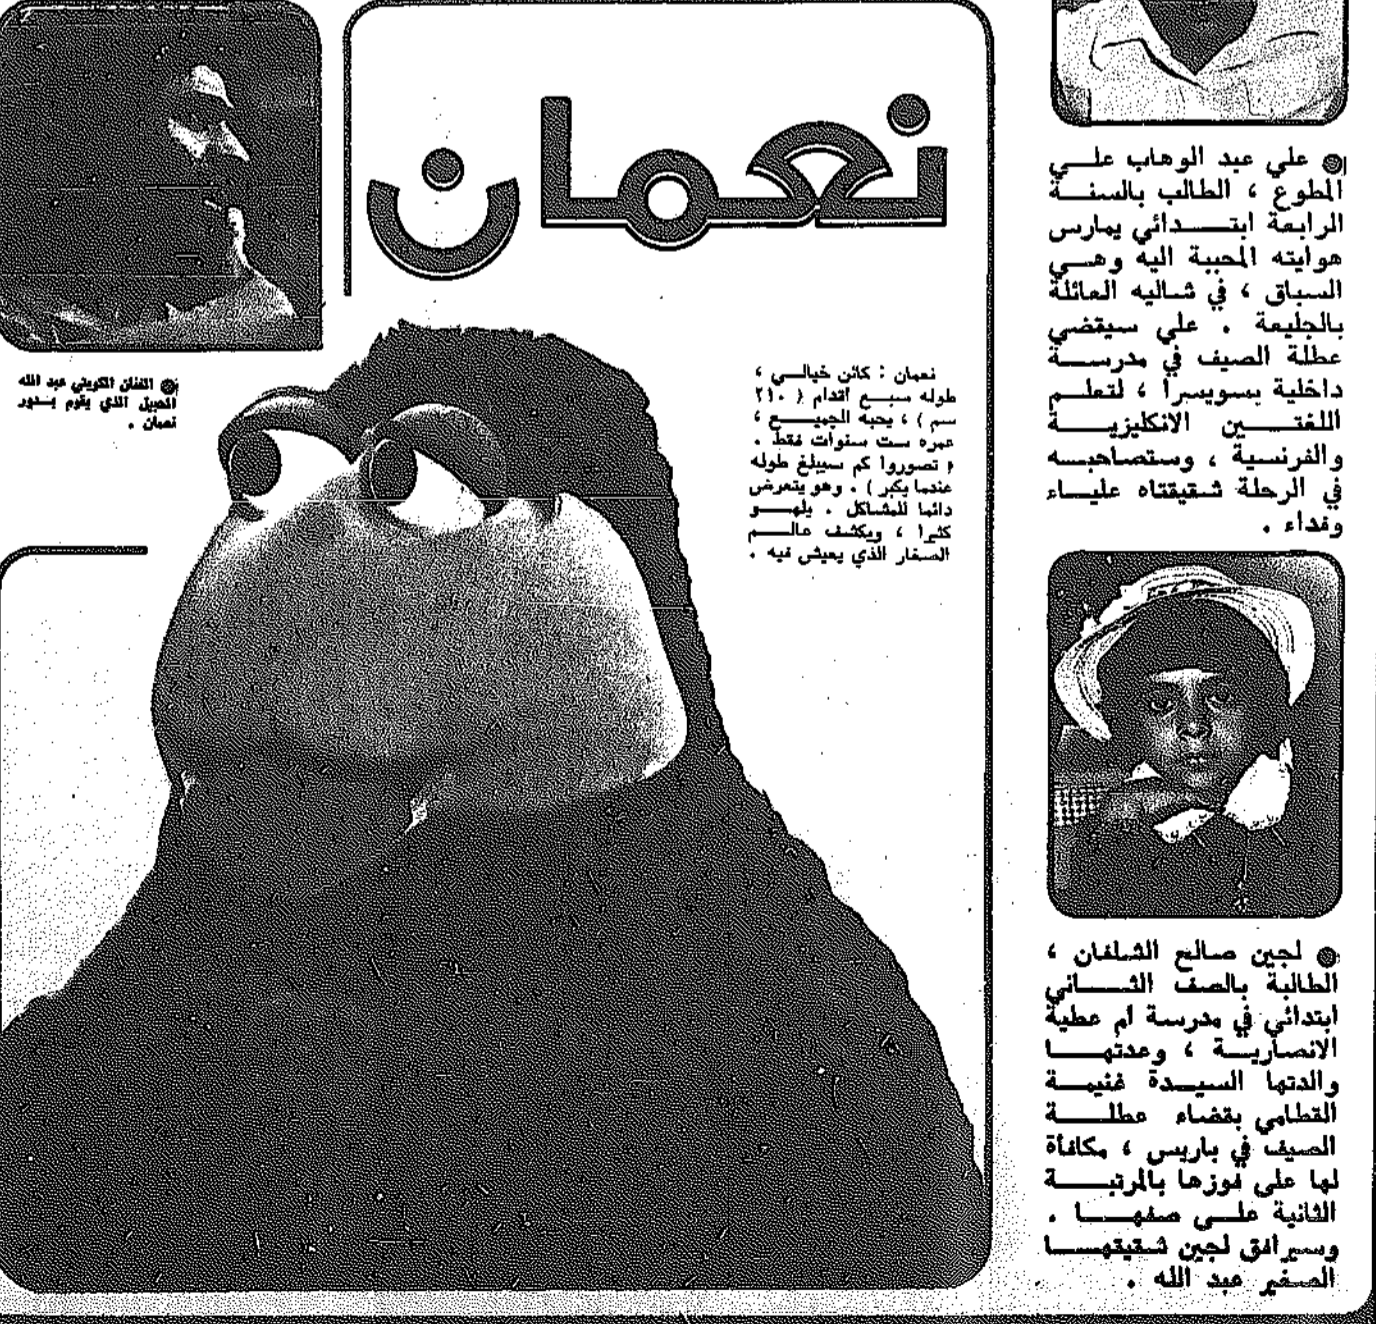 ● علي عبد الوهاب علي
المطوع ، الطالب بالسنة
الرابعة ابتدائي يمارس
هوايته المحببة اليه وهي
السباق ، في شاليه العائلة
بالجليعة . علي سيقضي
عطلة الصيف في مدرسة
داخلية بسويسرا ، لتعلم
اللغتين الانكليزية
والفرنسية ، وستصاحبه
في الرحلة شقيقتاه علياء
وفداء .
● لجين صالح الشلفان ،
الطالبة بالصف الثاني
ابتدائي في مدرسة ام عطية
الانصارية ، وعدتها
والدتها السيدة غنيمة
القطامي بقضاء عطلة
الصيف في باريس ، مكافأة
لها على فوزها بالمرتبة
الثانية على صفها .
وسيرافق لجين شقيقها
الصغير عبد الله .
نعمان
نعمان : كائن خيالي ،
طوله سبع اقدام ( ٢١٠
سم ) ، يحبه الجميع ،
عمره ست سنوات فقط .
( تصوروا كم سيبلغ طوله
عندما يكبر ) . وهو يتعرض
دائما للمشاكل . يلهو
كثيرا ، ويكشف عالم
الصغار الذي يعيش فيه .
● الفنان الكويتي عبد الله
الحبيل الذي يقوم بدور
نعمان .